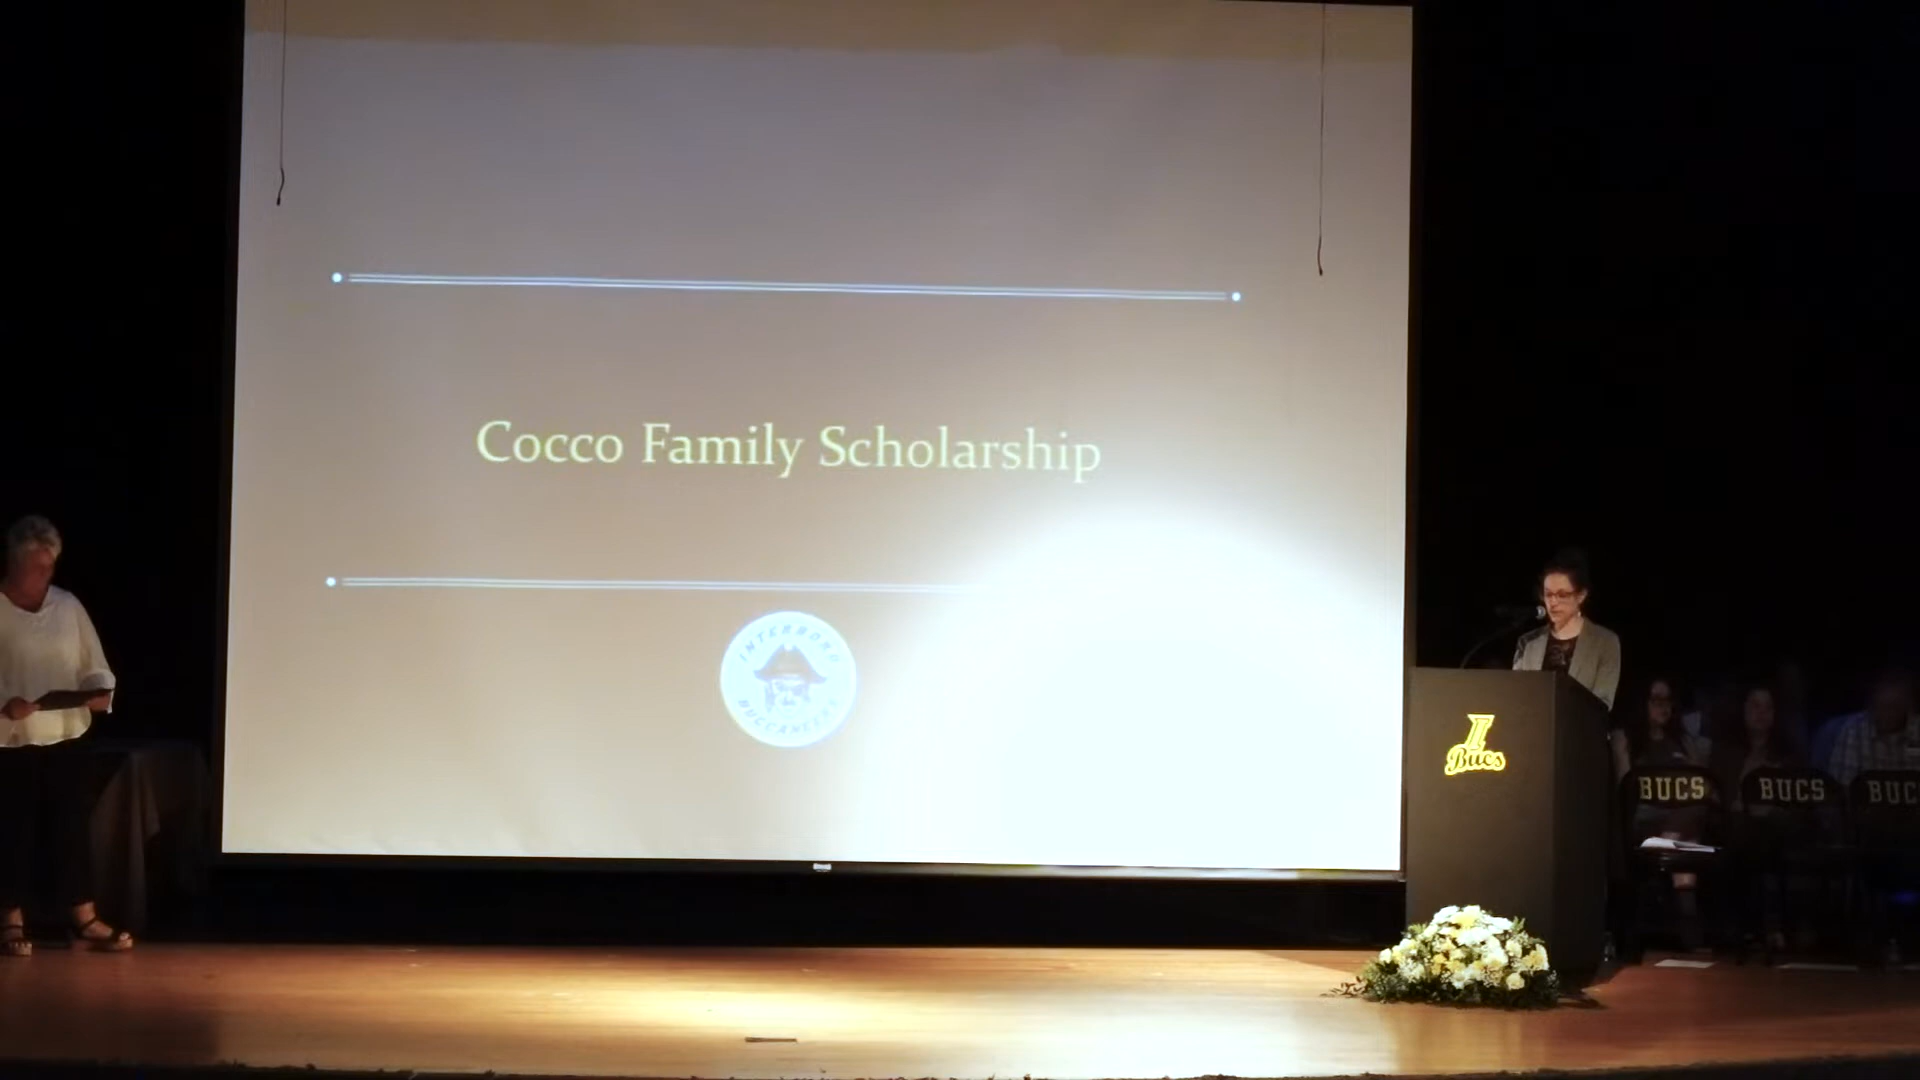 Cocco Family Scholarship
INTERBORO
BUCCANEERS
I
Bucs
BUCS
BUCS
BUC